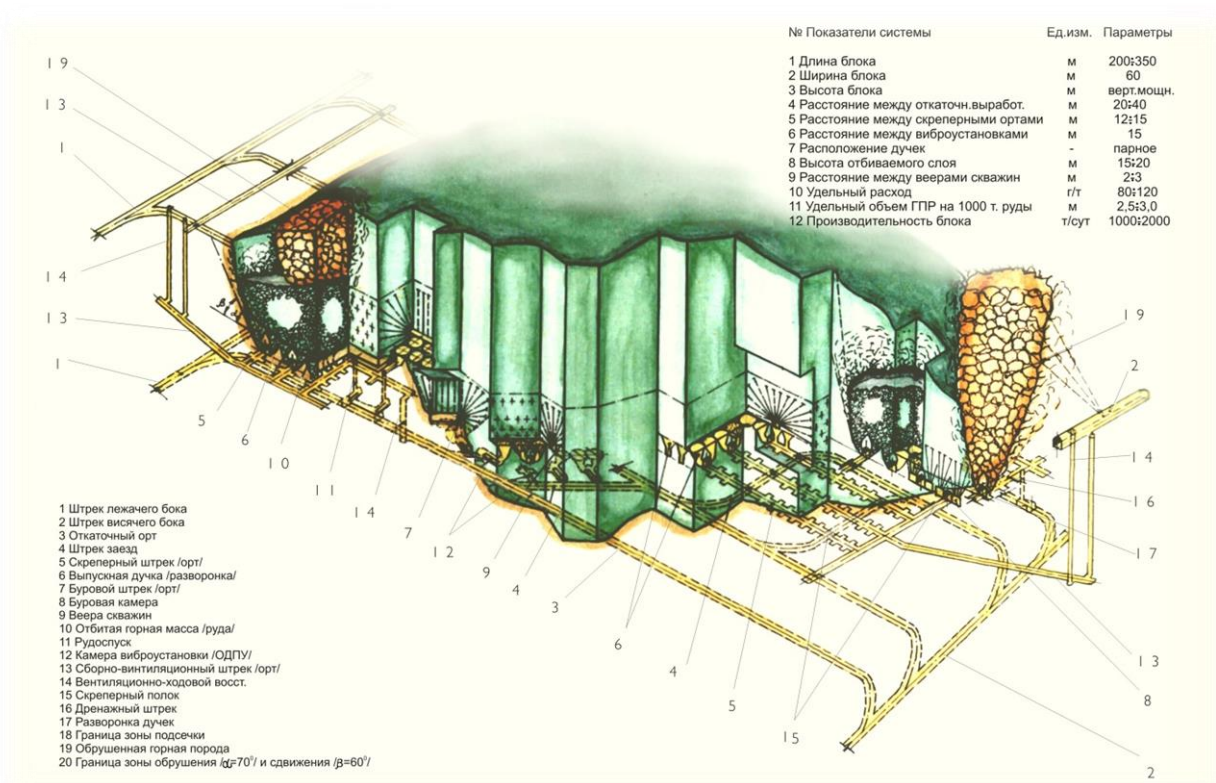 № Показатели системы Ед.изм. Параметры
1 Длина блока м 200÷350
2 Ширина блока м 60
3 Высота блока м верт.мощн.
4 Расстояние между откаточн.выработ. м 20÷40
5 Расстояние между скреперными ортами м 12÷15
6 Расстояние между виброустановками м 15
7 Расположение дучек - парное
8 Высота отбиваемого слоя м 15÷20
9 Расстояние между веерами скважин м 2÷3
10 Удельный расход г/т 80÷120
11 Удельный объем ГПР на 1000 т. руды м 2,5÷3,0
12 Производительность блока т/сут 1000÷2000
19
13
1
14
13
1
5
6
10
11
14
7
12
9
4
3
6
4
5
15
19
2
14
16
17
13
8
2
1 Штрек лежачего бока
2 Штрек висячего бока
3 Откаточный орт
4 Штрек заезд
5 Скреперный штрек /орт/
6 Выпускная дучка /разворонка/
7 Буровой штрек /орт/
8 Буровая камера
9 Веера скважин
10 Отбитая горная масса /руда/
11 Рудоспуск
12 Камера виброустановки /ОДПУ/
13 Сборно-винтиляционный штрек /орт/
14 Вентиляционно-ходовой восст.
15 Скреперный полок
16 Дренажный штрек
17 Разворонка дучек
18 Граница зоны подсечки
19 Обрушенная горная порода
20 Граница зоны обрушения /α=70⁰/ и сдвижения /β=60⁰/